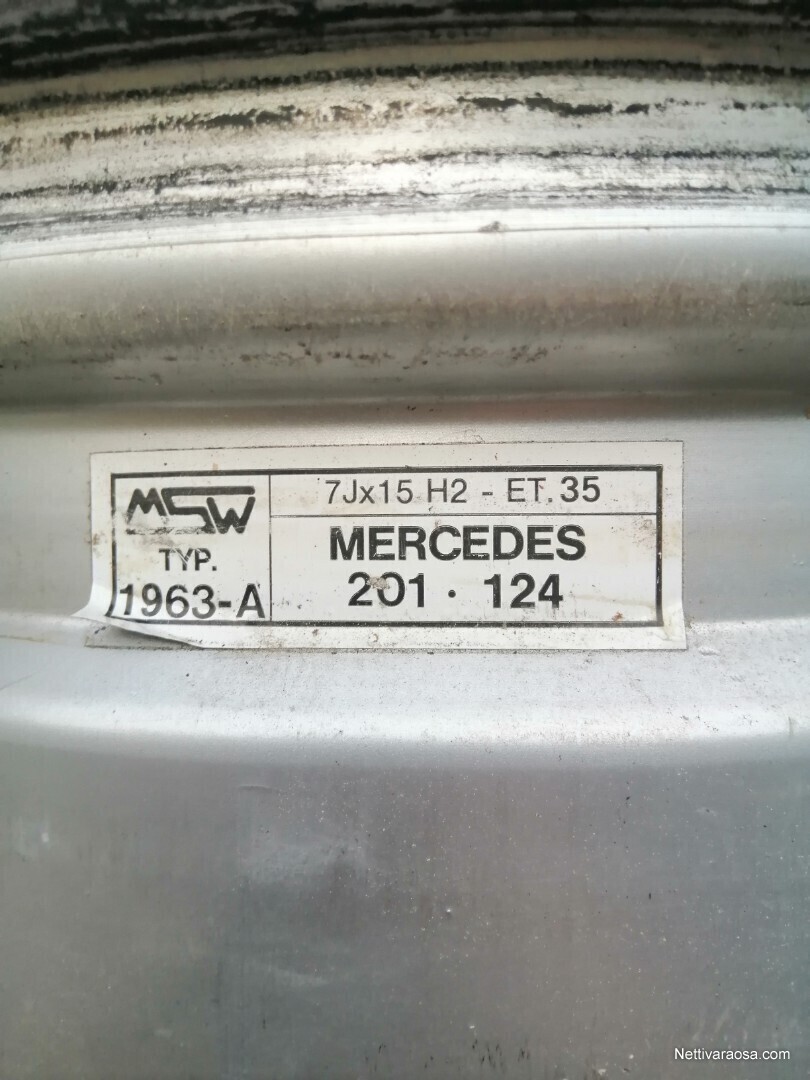 MSW
TYP.
1963-A
7Jx15 H2 - ET. 35
MERCEDES
201 · 124
Nettivaraosa.com